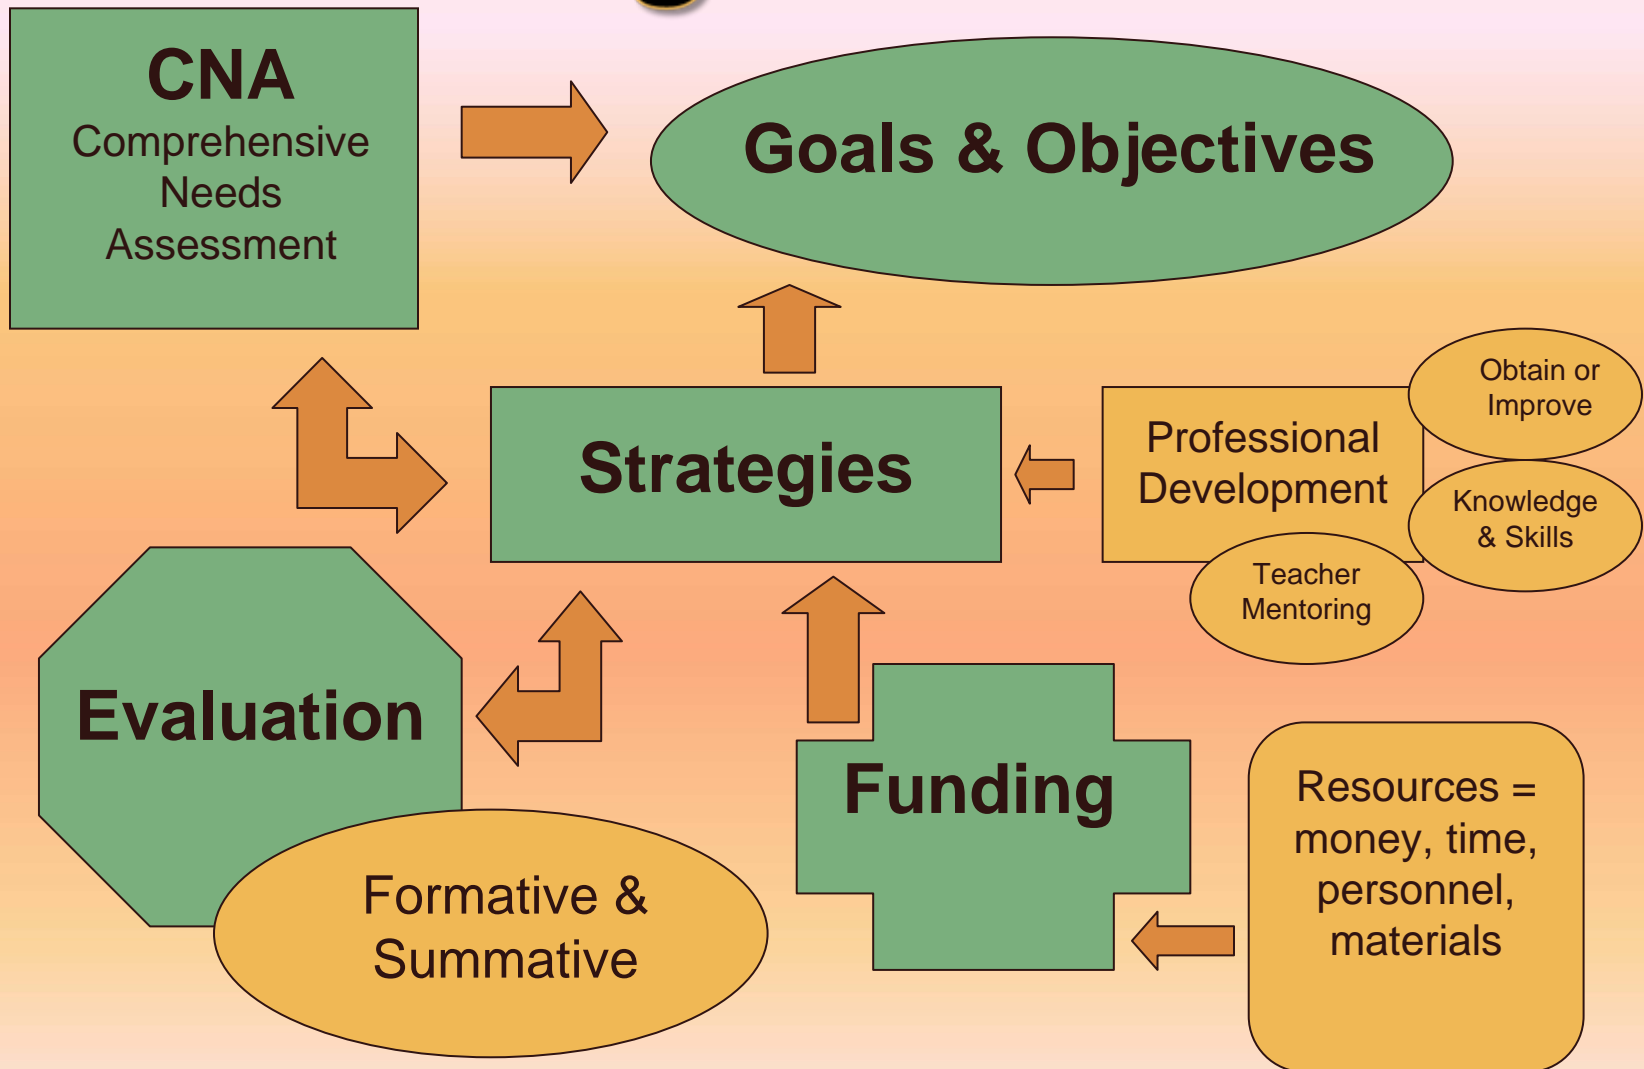 CNA
Comprehensive
Needs
Assessment
Goals & Objectives
Strategies
Professional
Development
Obtain or
Improve
Knowledge
& Skills
Teacher
Mentoring
Evaluation
Formative &
Summative
Funding
Resources =
money, time,
personnel,
materials